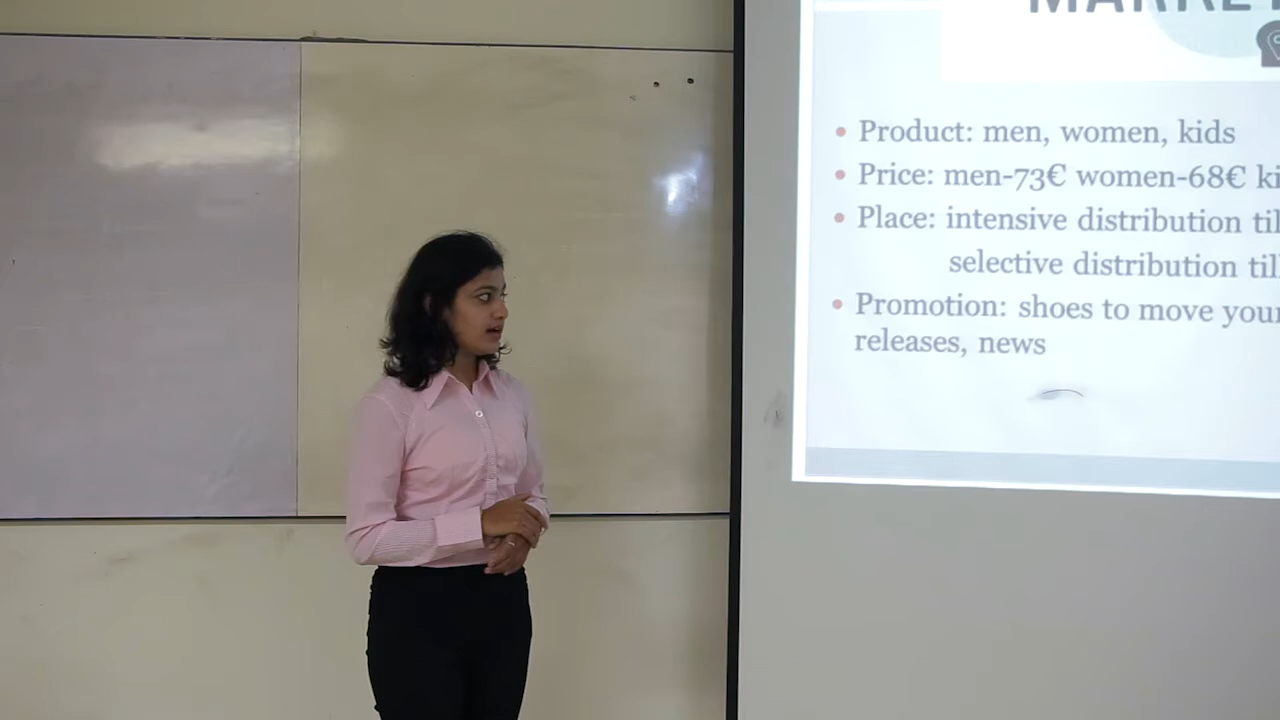 Product: men, women, kids
Price: men-73€ women-68€
Place: intensive distribution
selective distribution
Promotion: shoes to move your
releases, news